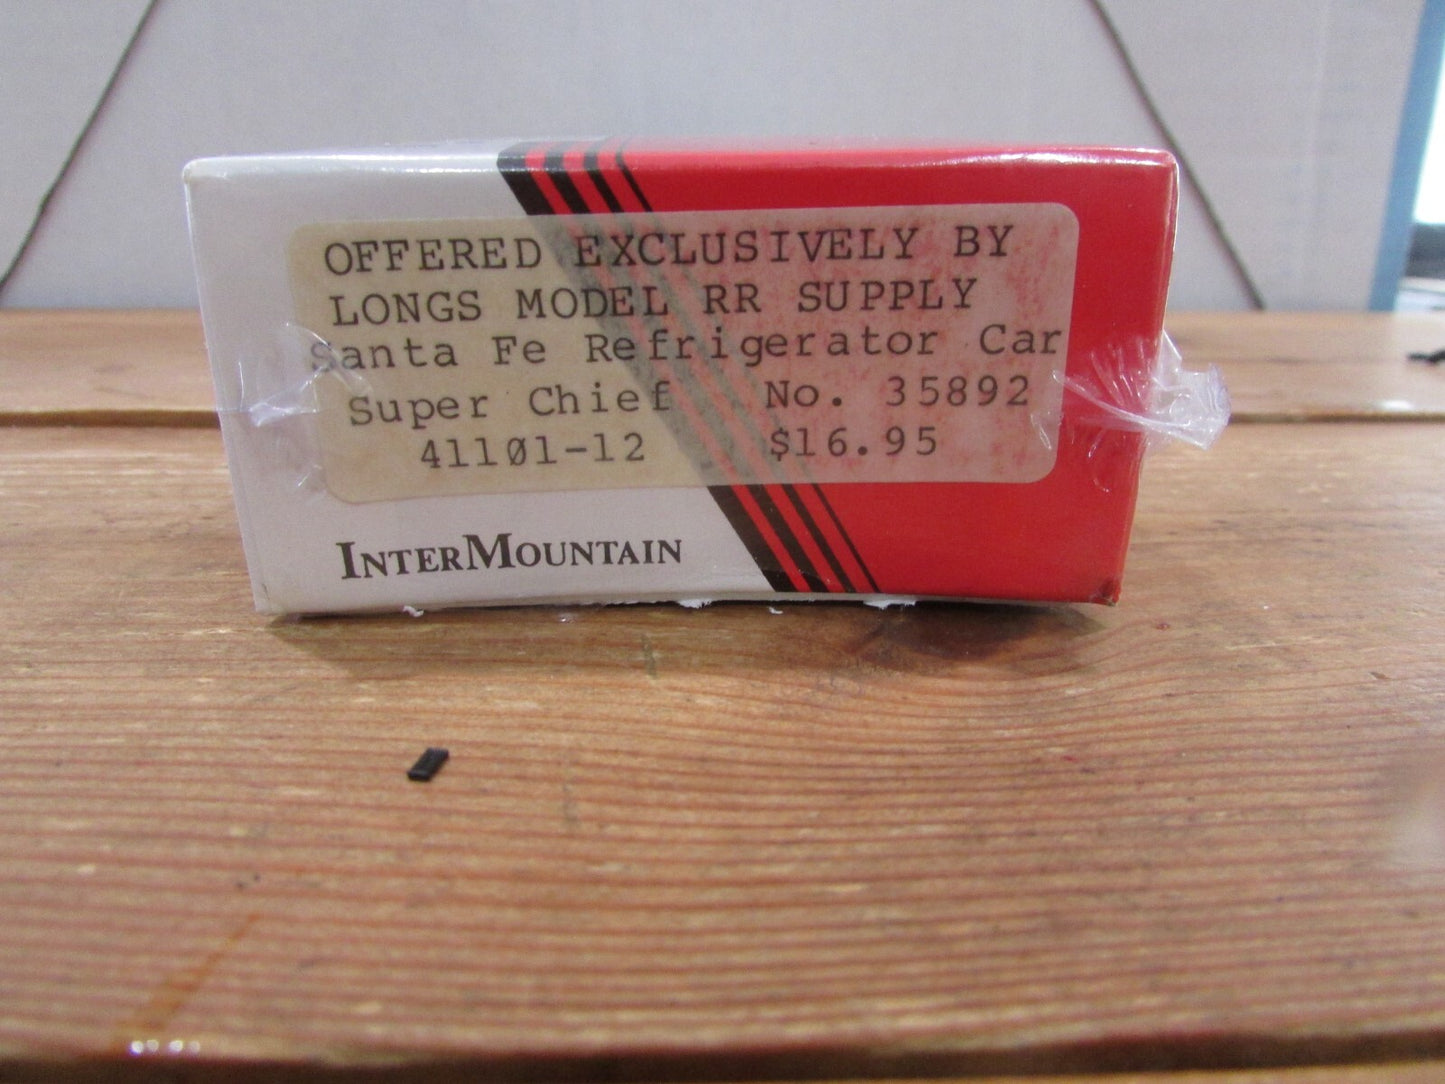 OFFERED EXCLUSIVELY BY
LONGS MODEL RR SUPPLY
Santa Fe Refrigerator Car
Super Chief No. 35892
41101-12 $16.95
INTERMOUNTAIN